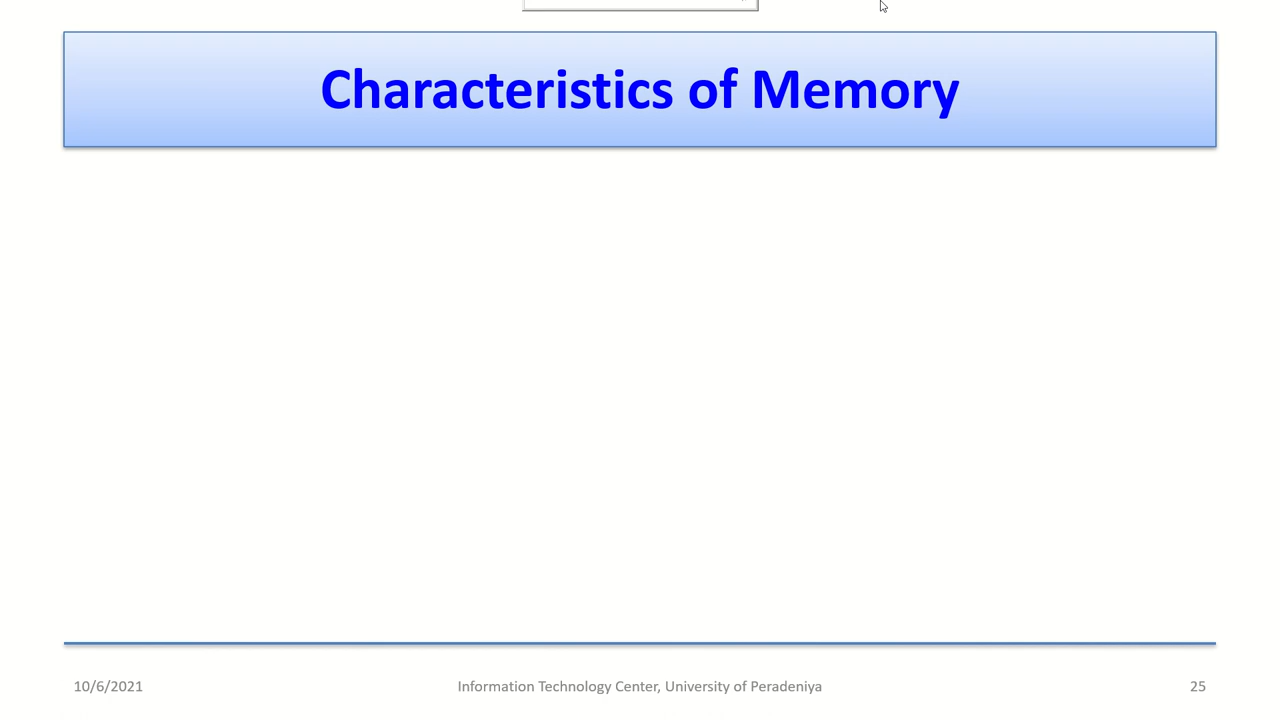 Characteristics of Memory
10/6/2021
Information Technology Center, University of Peradeniya
25